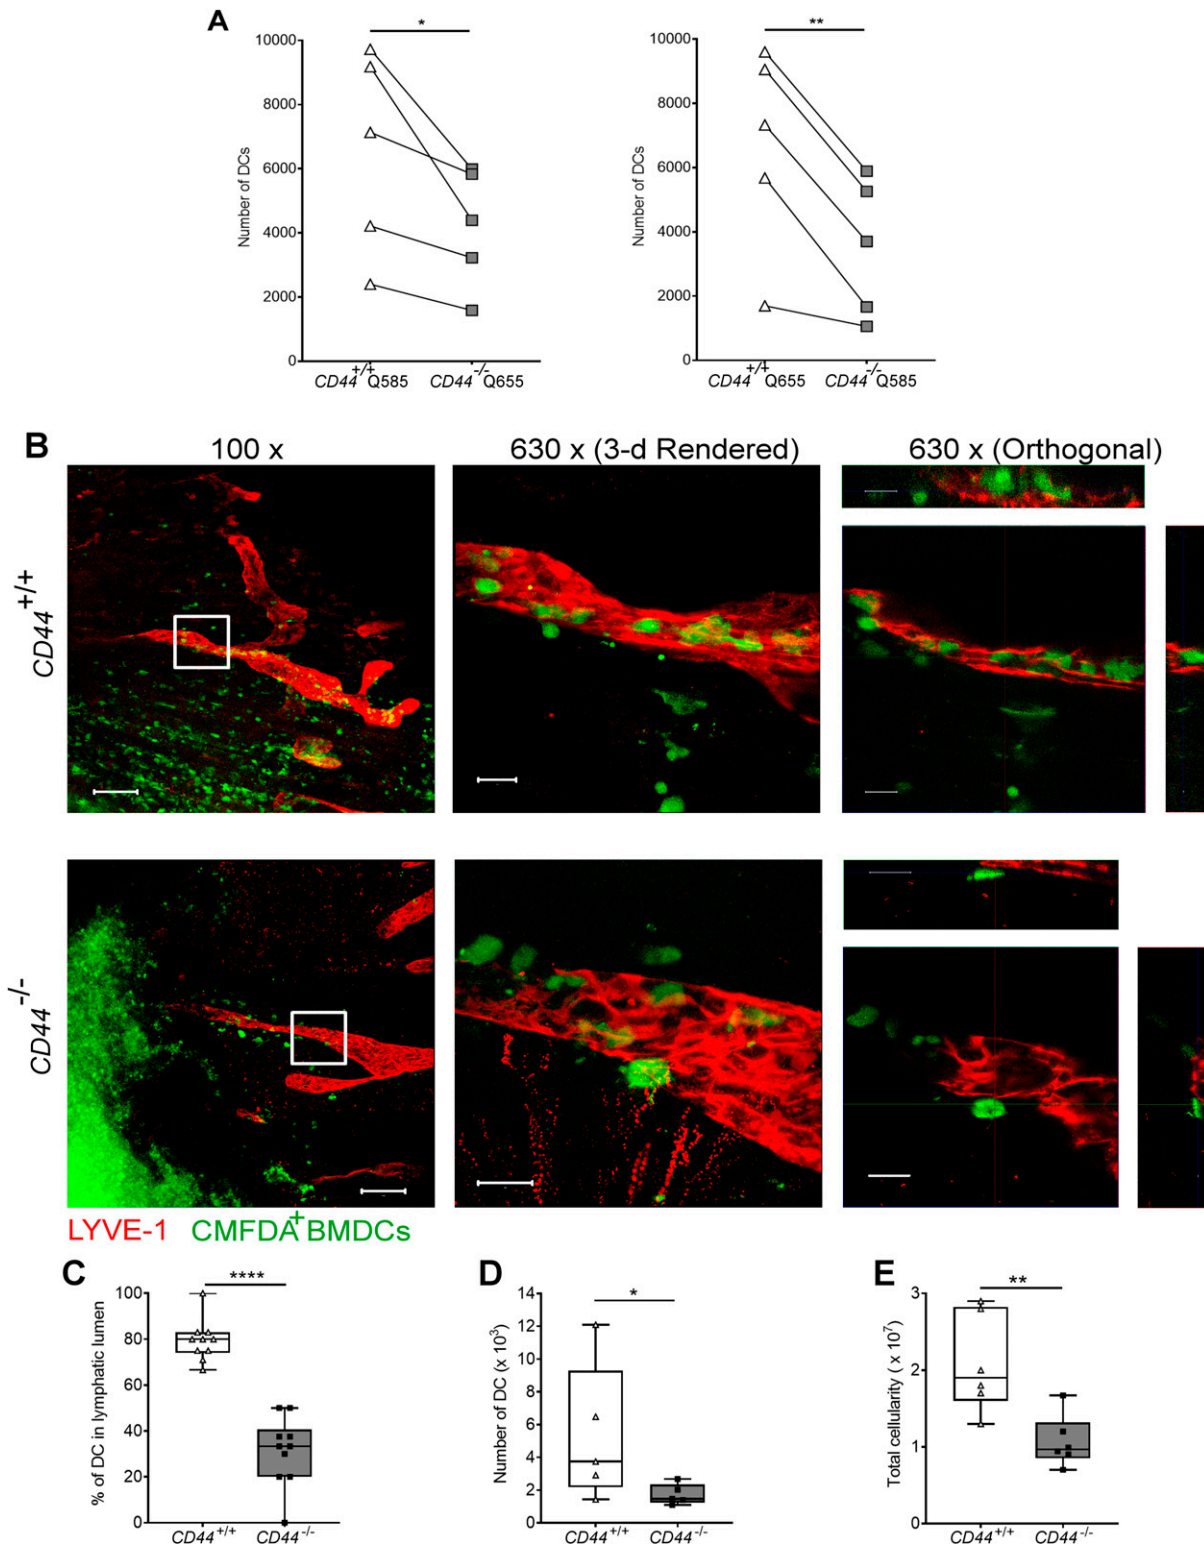 A
*
**
10000
8000
6000
4000
2000
0
Number of DCs
CD44+/+ Q585
CD44-/- Q655
10000
8000
6000
4000
2000
0
Number of DCs
CD44+/+ Q655
CD44-/- Q585
B
100 x
630 x (3-d Rendered)
630 x (Orthogonal)
CD44+/+
CD44-/-
LYVE-1 CMFDA+ BMDCs
C
****
100
80
60
40
20
0
% of DC in lymphatic lumen
CD44+/+
CD44-/-
D
*
14
12
10
8
6
4
2
0
Number of DC (x 10³)
CD44+/+
CD44-/-
E
**
3
2
1
0
Total cellularity ( x 10⁷)
CD44+/+
CD44-/-